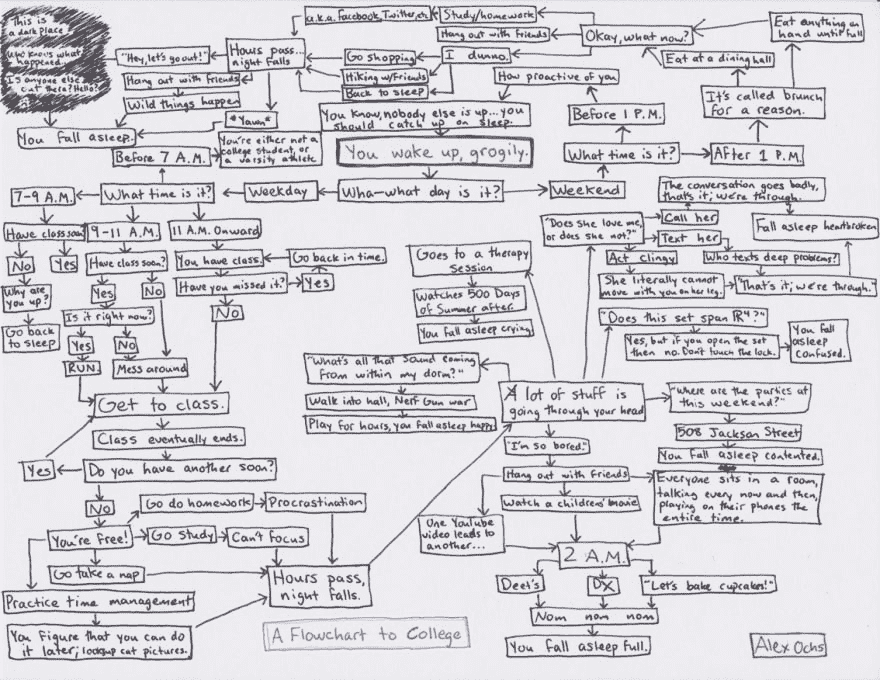 This is
a dark place.
Who knows what
happened.
Is anyone else
out there? Hello?
a.k.a. Facebook, Twitter, etc
Study/homework
Hang out with friends
Okay, what now?
Eat anything on
hand until full
"Hey, let's go out!"
Hours pass...
night falls
Go shopping
I dunno.
Eat at a dining hall
Hang out with friends
Hiking w/Friends
How proactive of you
Back to sleep
Wild things happen
It's called brunch
for a reason.
*Yawn*
You know, nobody else is up...you
should catch up on sleep.
Before 1 P.M.
You fall asleep.
You're either not a
college student, or
a varsity athlete
Before 7 A.M.
You wake up, grogily.
What time is it?
After 1 P.M.
7-9 A.M.
What time is it?
Weekday
Wha-what day is it?
Weekend
The conversation goes badly,
that's it; we're through.
"Does she love me,
or does she not?"
Call her
Text her
Fall asleep heartbroken
Have class soon?
9-11 A.M.
11 A.M. Onward
No
Yes
Have class soon?
You have class.
Go back in time.
Goes to a therapy
session
Act clingy
Who texts deep problems?
Why are
you up?
Yes
No
Have you missed it?
Yes
She literally cannot
move with you on her leg.
"That's it; we're through."
Watches 500 Days
of Summer after.
Go back
to sleep
Is it right now?
No
You fall asleep crying
"Does this set span IR⁴?"
Yes
No
Yes, but if you open the set
then no. Don't touch the lock.
You fall
asleep
confused.
RUN.
Mess around
"What's all that sound coming
from within my dorm?"
A lot of stuff is
going through your head
"Where are the parties at
this weekend?"
Get to class.
Walk into hall, Nerf Gun war
Play for hours, you fall asleep happy
508 Jackson Street
Class eventually ends.
"I'm so bored."
You fall asleep contented.
Yes
Do you have another soon?
Hang out with friends
Everyone sits in a room,
talking every now and then,
playing on their phones the
entire time.
No
Go do homework
Procrastination
Watch a childrens' movie
You're Free!
Go study
Can't focus
One YouTube
video leads to
another...
2 A.M.
Go take a nap
Hours pass,
night falls.
Deet's
DX
"Let's bake cupcakes!"
Practice time management
Nom nom nom
You figure that you can do
it later; lookup cat pictures.
A Flowchart to College
You fall asleep full.
Alex Ochs